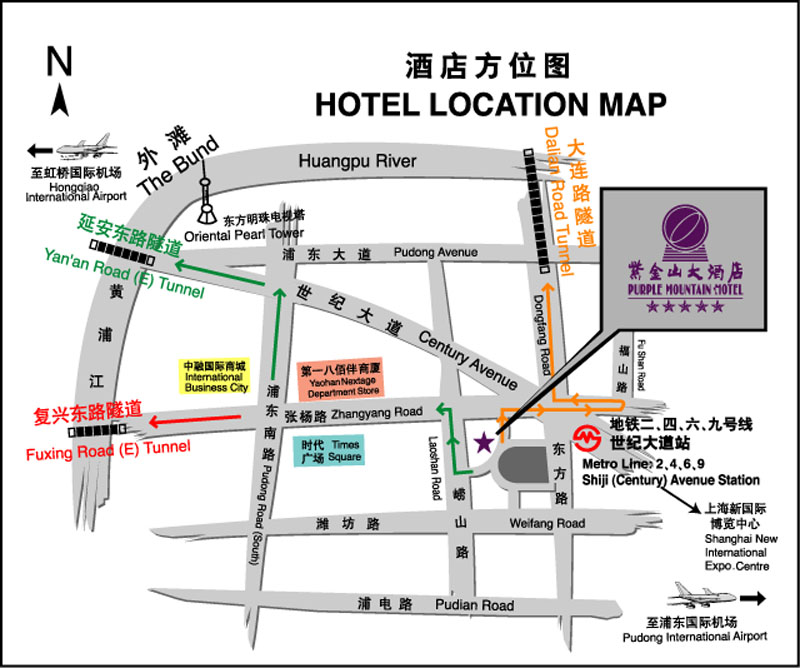 酒店方位图
HOTEL LOCATION MAP
N
至虹桥国际机场
Hongqiao
International Airport
外滩
The Bund
Huangpu River
大连路隧道
Dalian Road Tunnel
东方明珠电视塔
Oriental Pearl Tower
延安东路隧道
Yan'an Road (E) Tunnel
浦东大道 Pudong Avenue
紫金山大酒店
PURPLE MOUNTAIN HOTEL
黄浦江
世纪大道 Century Avenue
Dongfang Road
福山路
Fu Shan Road
中融国际商城
International
Business City
第一八佰伴商厦
Yaohan Nextage
Department Store
复兴东路隧道
Fuxing Road (E) Tunnel
浦东南路 Pudong Road (South)
张杨路 Zhangyang Road
时代 Times
广场 Square
Laoshan Road
崂山路
东方路
地铁二、四、六、九号线
世纪大道站
Metro Line: 2,4,6,9
Shiji (Century) Avenue Station
潍坊路 Weifang Road
上海新国际
博览中心
Shanghai New
International
Expo.Centre
浦电路 Pudian Road
至浦东国际机场
Pudong International Airport